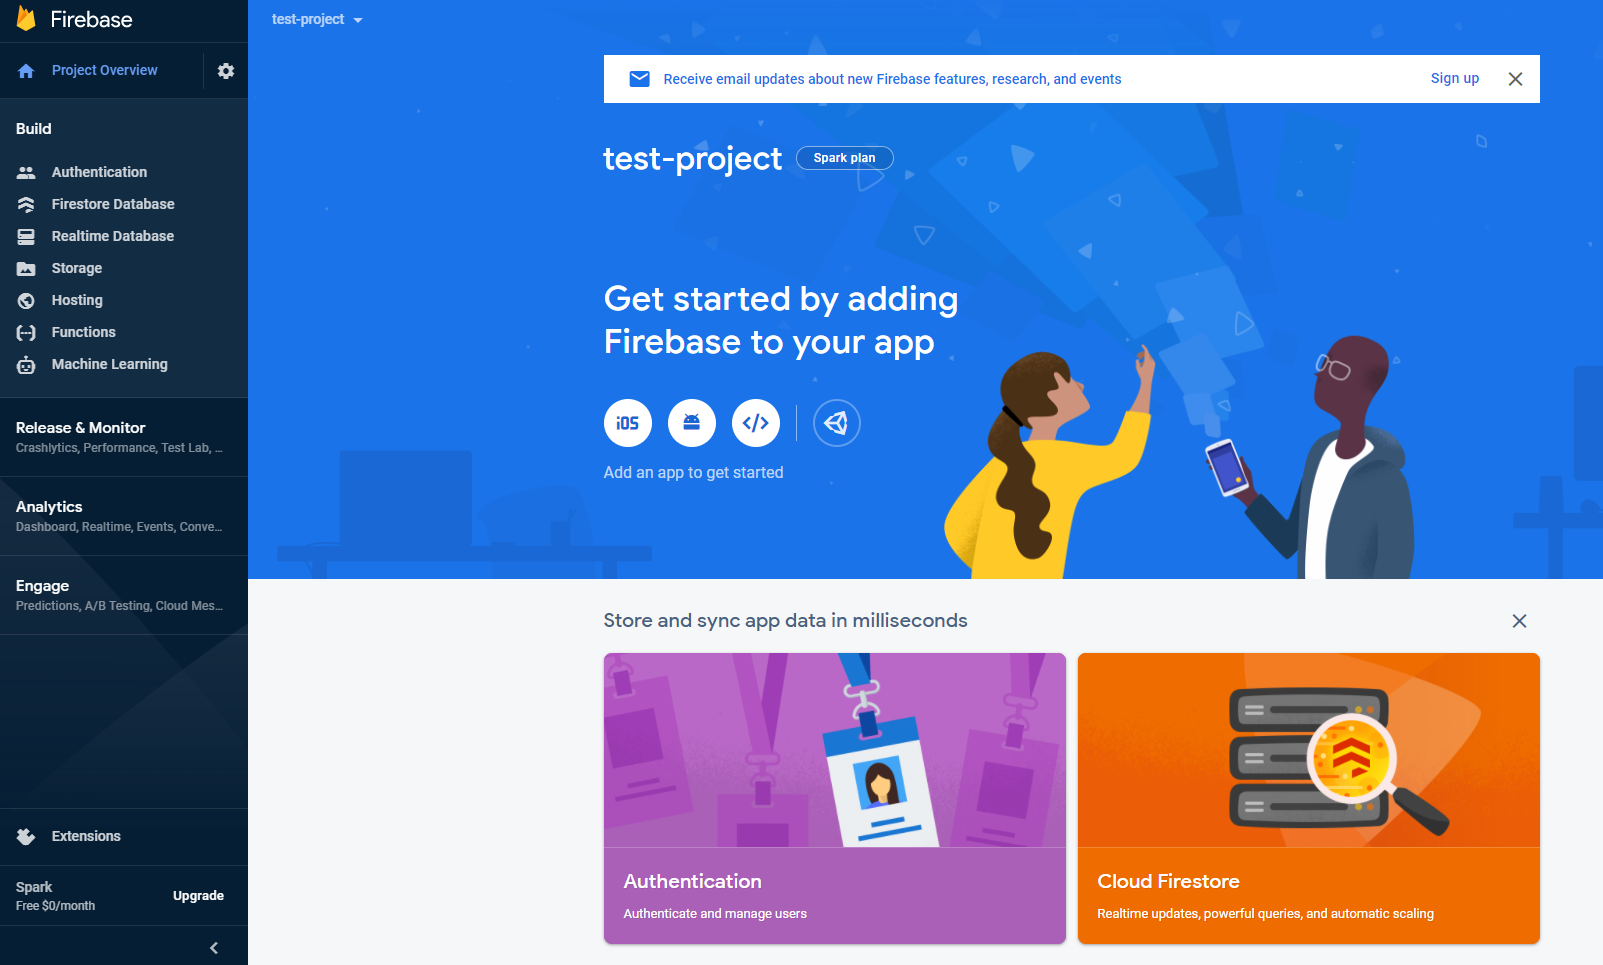 Firebase
Project Overview
Build
Authentication
Firestore Database
Realtime Database
Storage
Hosting
Functions
Machine Learning
Release & Monitor
Crashlytics, Performance, Test Lab, ...
Analytics
Dashboard, Realtime, Events, Conve...
Engage
Predictions, A/B Testing, Cloud Mes...
Extensions
Spark
Free $0/month
Upgrade
test-project
Receive email updates about new Firebase features, research, and events
Sign up
test-project
Spark plan
Get started by adding
Firebase to your app
iOS
Add an app to get started
Store and sync app data in milliseconds
Authentication
Authenticate and manage users
Cloud Firestore
Realtime updates, powerful queries, and automatic scaling